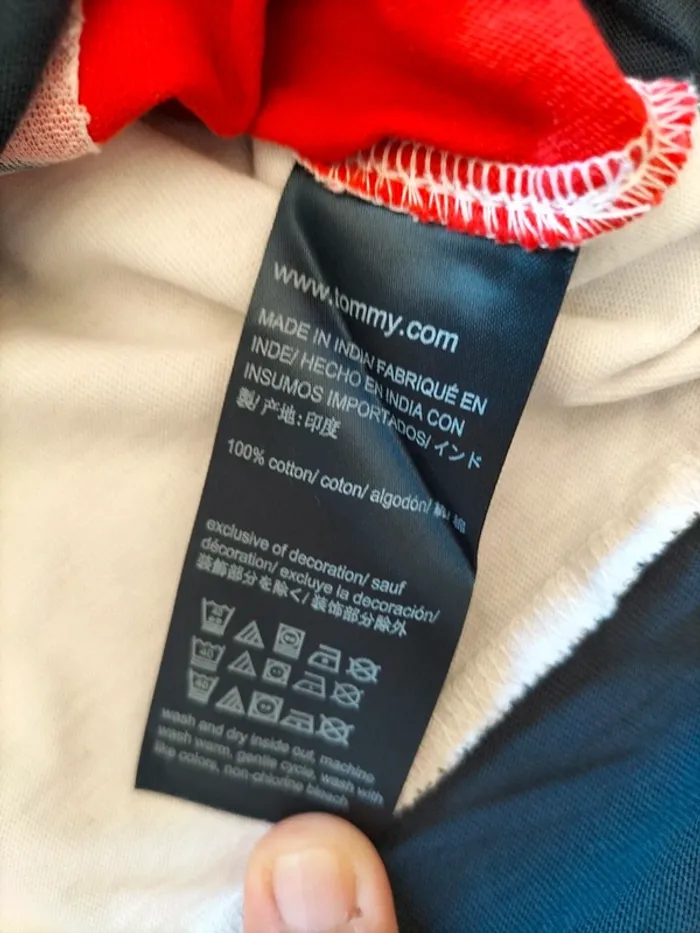 www.tommy.com
MADE IN INDIA/ FABRIQUÉ EN
INDE/ HECHO EN INDIA CON
INSUMOS IMPORTADOS/ インド
製/ 产地:印度
100% cotton/ coton/ algodón/
exclusive of decoration/ sauf
décoration/ excluye la decoración/
装飾部分を除く/ 装饰部分除外
40
40
wash and dry inside out, machine
wash warm, gentle cycle, wash with
like colors, non-chlorine bleach